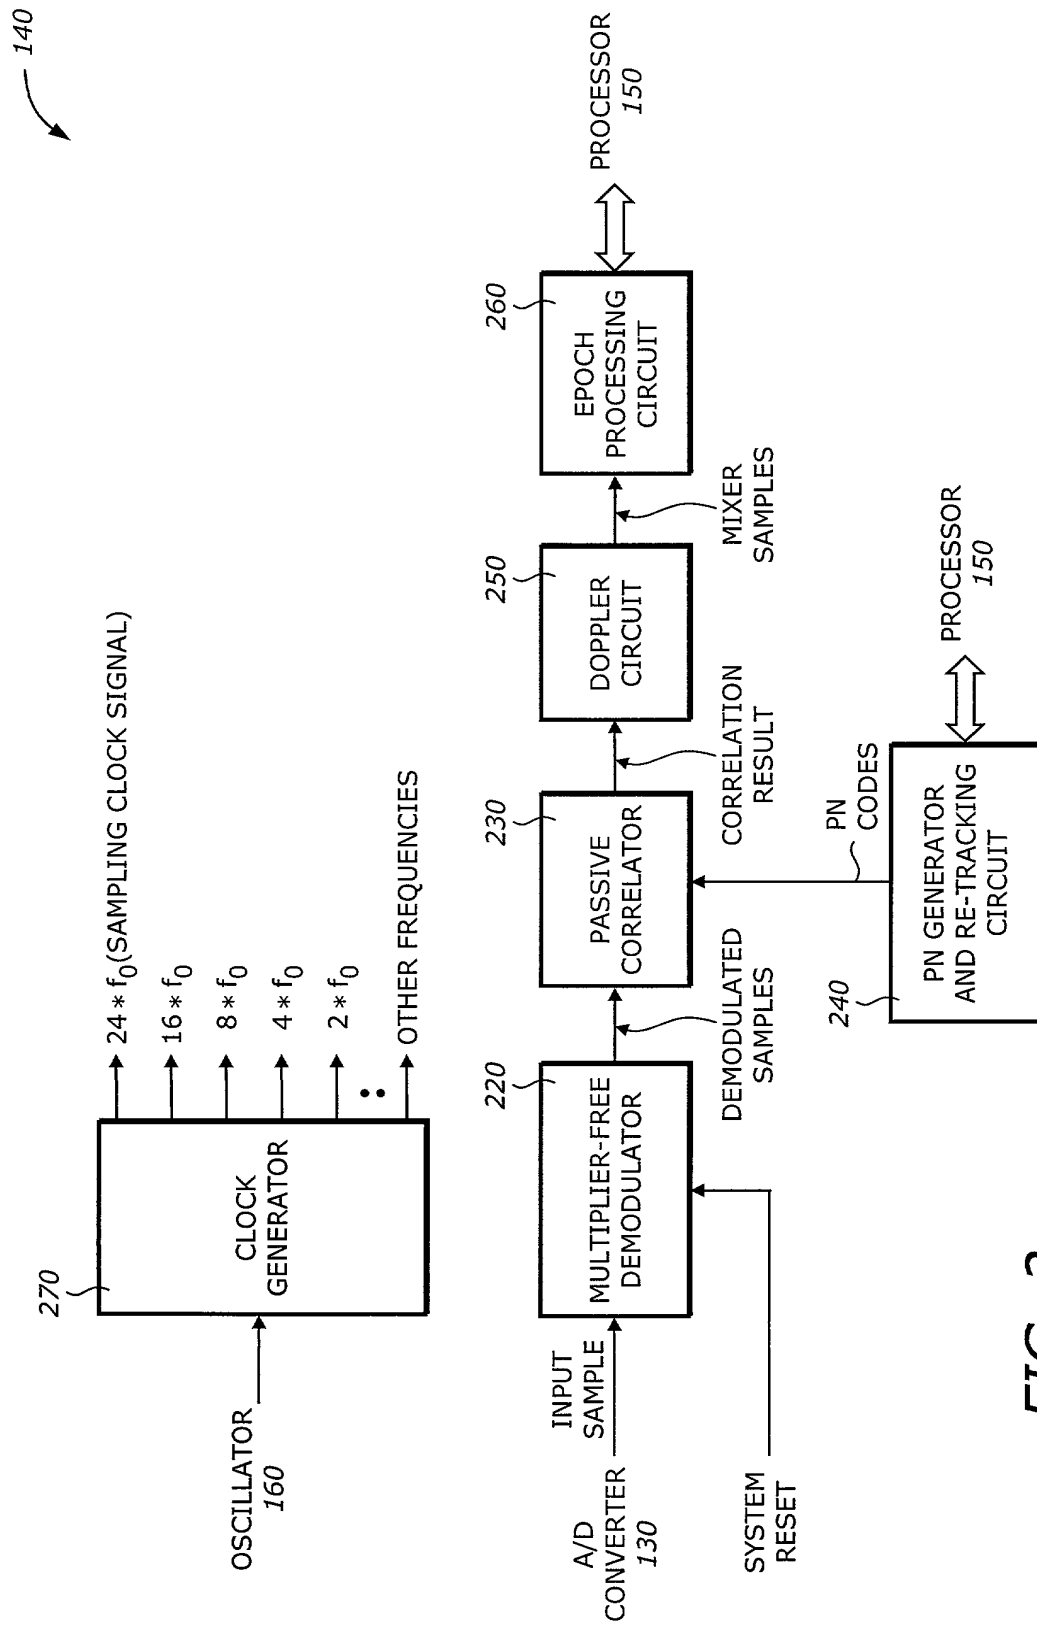 140
OSCILLATOR
160
270
CLOCK
GENERATOR
24 * f0(SAMPLING CLOCK SIGNAL)
16 * f0
8 * f0
4 * f0
2 * f0
OTHER FREQUENCIES
A/D
CONVERTER
130
INPUT
SAMPLE
220
MULTIPLIER-FREE
DEMODULATOR
SYSTEM
RESET
DEMODULATED
SAMPLES
230
PASSIVE
CORRELATOR
CORRELATION
RESULT
250
DOPPLER
CIRCUIT
MIXER
SAMPLES
260
EPOCH
PROCESSING
CIRCUIT
PROCESSOR
150
PN
CODES
240
PN GENERATOR
AND RE-TRACKING
CIRCUIT
PROCESSOR
150